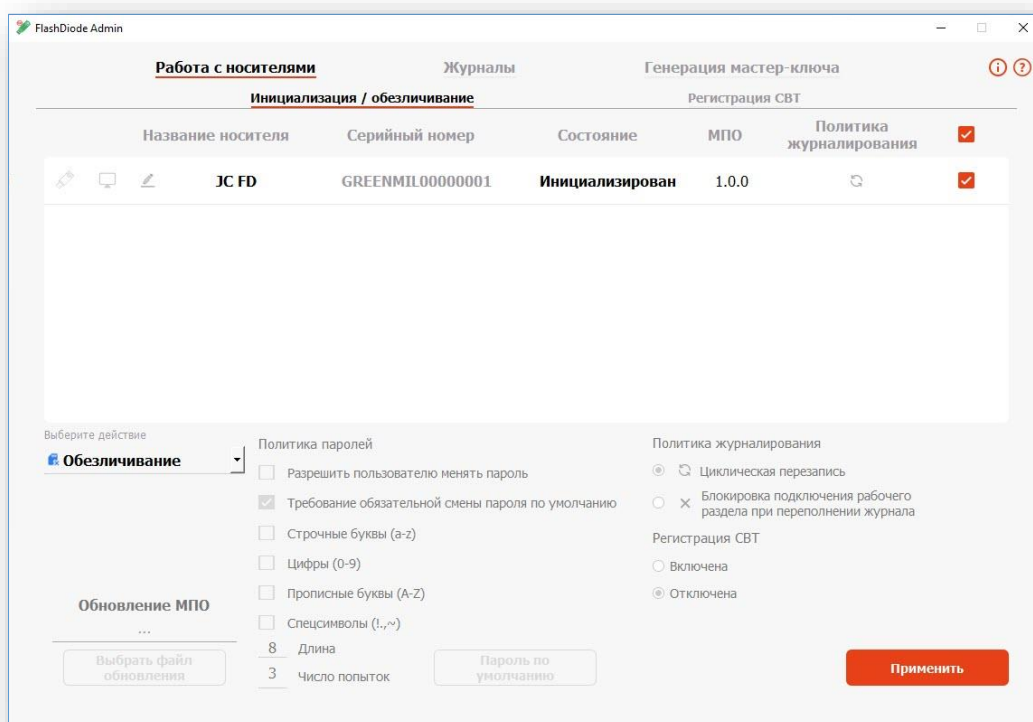 FlashDiode Admin
Работа с носителями Журналы Генерация мастер-ключа
Инициализация / обезличивание Регистрация СВТ
Название носителя Серийный номер Состояние МПО Политика журналирования
JC FD GREENMIL00000001 Инициализирован 1.0.0
Выберите действие
Обезличивание
Обновление МПО
...
Выбрать файл
обновления
Политика паролей
Разрешить пользователю менять пароль
Требование обязательной смены пароля по умолчанию
Строчные буквы (a-z)
Цифры (0-9)
Прописные буквы (A-Z)
Спецсимволы (!.,~)
8 Длина
3 Число попыток
Пароль по
умолчанию
Политика журналирования
Циклическая перезапись
Блокировка подключения рабочего
раздела при переполнении журнала
Регистрация СВТ
Включена
Отключена
Применить